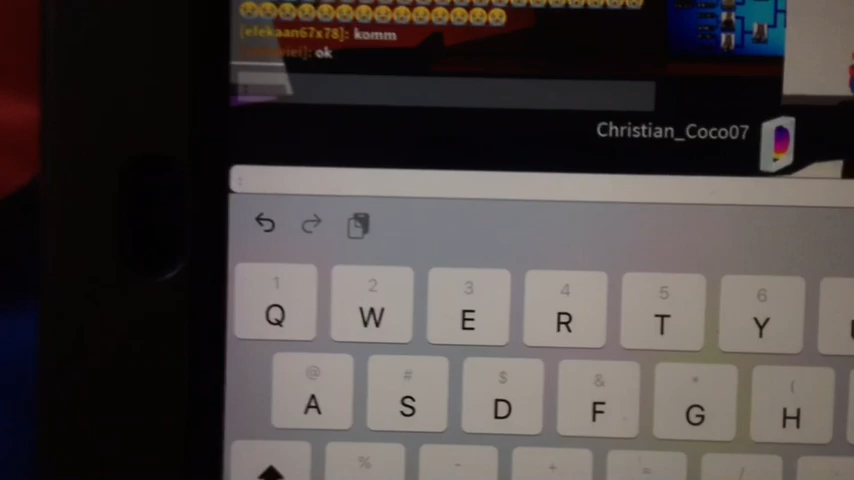 😭😭😭😭😭😭😭😭😭😭😭😭😭😭😭
[elekaan67x78]: komm
ok
Christian_Coco07
1 2 3 4 5 6
Q W E R T Y
@ # $ & * (
A S D F G H
% - + = /